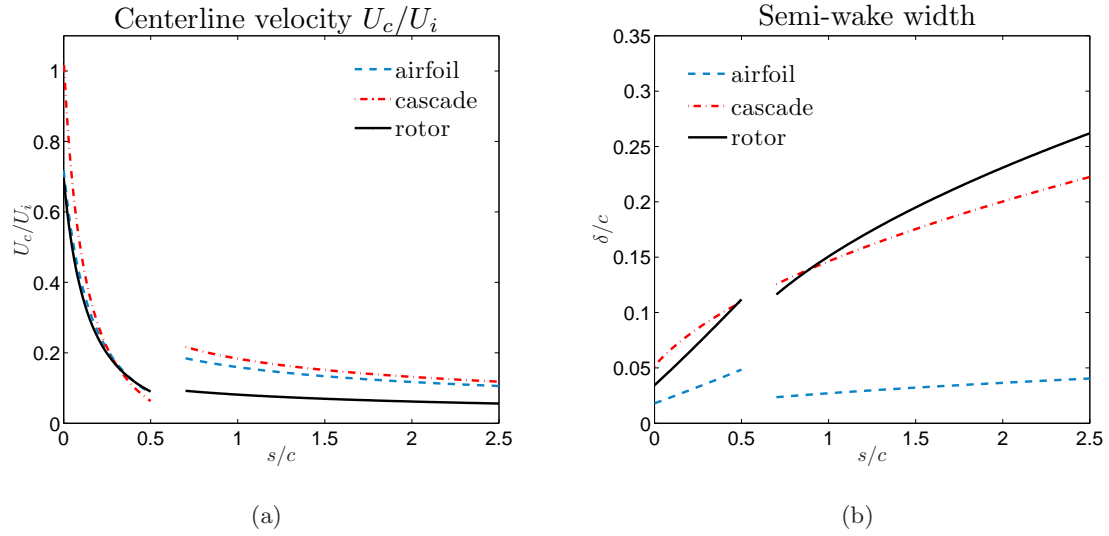 Centerline velocity U_c/U_i
1
0.8
0.6
0.4
0.2
0
U_c/U_i
airfoil
cascade
rotor
0 0.5 1 1.5 2 2.5
s/c
(a)
Semi-wake width
0.35
0.3
0.25
0.2
0.15
0.1
0.05
0
δ/c
airfoil
cascade
rotor
0 0.5 1 1.5 2 2.5
s/c
(b)